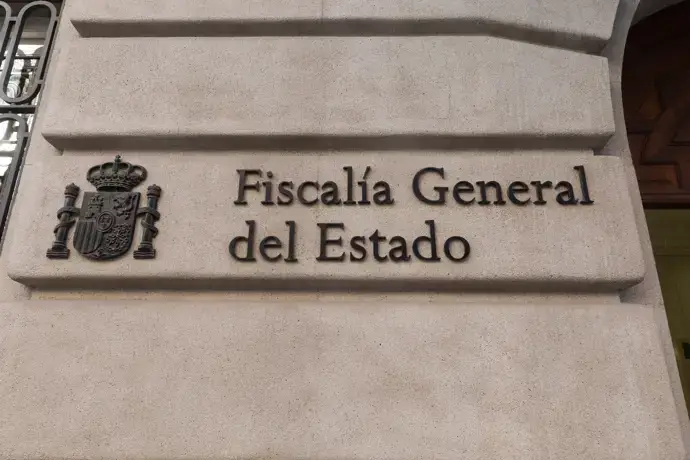 Fiscalía General
del Estado